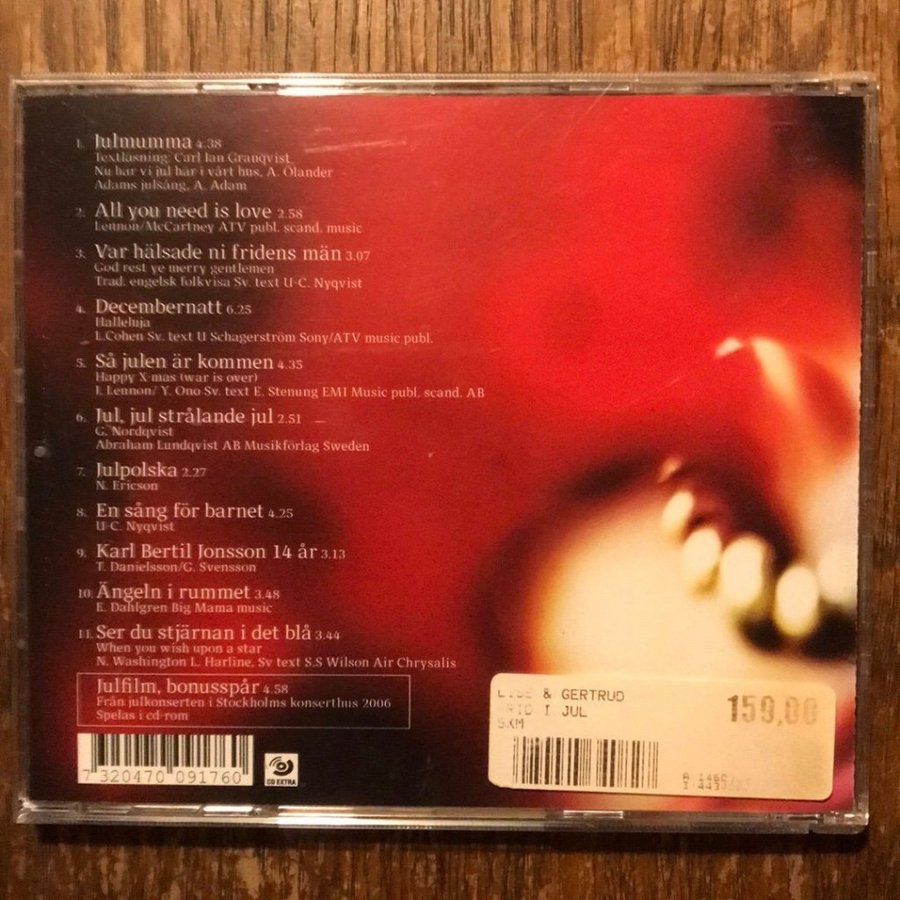 1. Julmumma 4.38
Textläsning: Carl Jan Granqvist,
Nu har vi jul här i vårt hus, A. Ölander
Adams julsång, A. Adam
2. All you need is love 2.58
Lennon/McCartney ATV publ. scand. music
3. Var hälsade ni fridens män 3.07
God rest ye merry gentlemen
Trad. engelsk folkvisa Sv. text U-C. Nyqvist
4. Decembernatt 6.25
Halleluja
L Cohen Sv. text U Schagerström Sony/ATV music publ.
5. Så julen är kommen 4.35
Happy X-mas (war is over)
J. Lennon/ Y. Ono Sv. text E. Stenung EMI Music publ. scand. AB
6. Jul, jul strålande jul 2.51
G. Nordqvist
Abraham Lundqvist AB Musikförlag Sweden
7. Julpolska 2.27
N. Ericson
8. En sång för barnet 4.25
U-C. Nyqvist
9. Karl Bertil Jonsson 14 år 3.13
T. Danielsson/G. Svensson
10. Ängeln i rummet 3.48
E. Dahlgren Big Mama music
11. Ser du stjärnan i det blå 3.44
When you wish upon a star
N. Washington L. Harline, Sv text S.S Wilson Air Chrysalis
Julfilm, bonusspår 4.58
Från julkonserten i Stockholms konserthus 2006
Spelas i cd-rom
7 320470 091760
CD EXTRA
& GERTRUD
I JUL
SXM
159,00